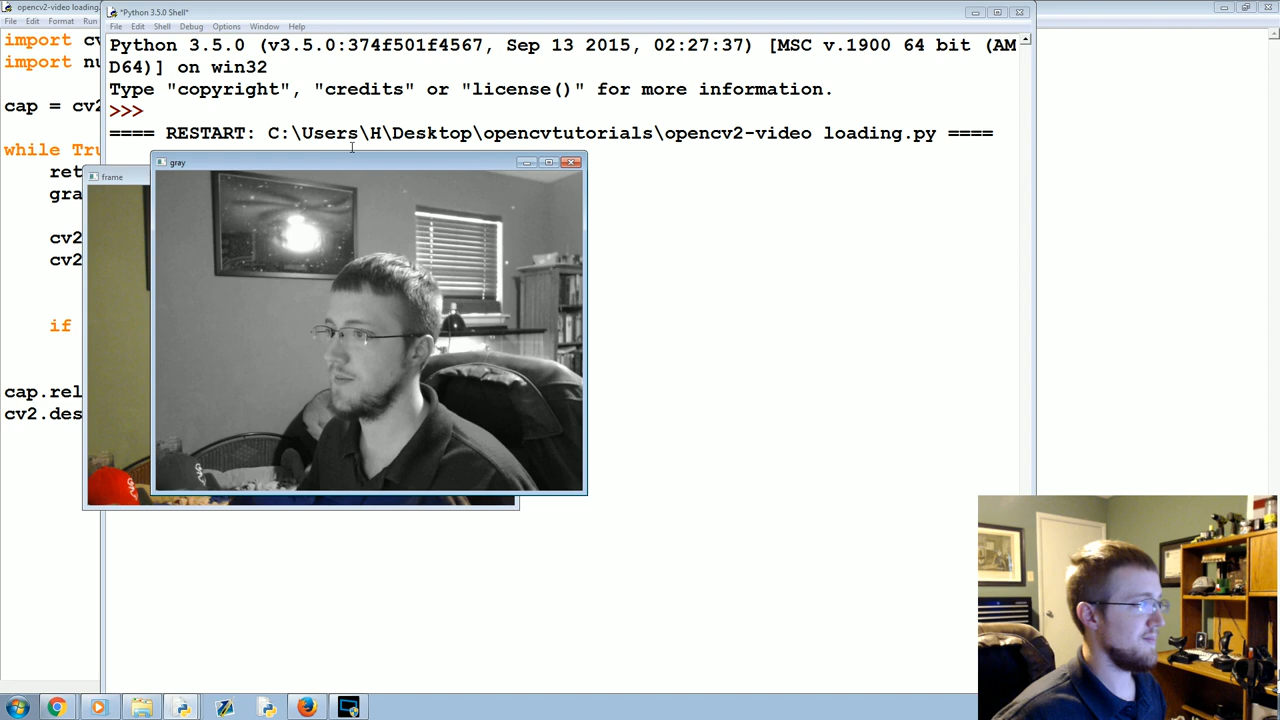 opencv2-video loading
File Edit Format Run
import cv
import nu
cap = cv2
while Tru
ret
gra
cv2
cv2
if
cap.rel
cv2.des
*Python 3.5.0 Shell*
File Edit Shell Debug Options Window Help
Python 3.5.0 (v3.5.0:374f501f4567, Sep 13 2015, 02:27:37) [MSC v.1900 64 bit (AM
D64)] on win32
Type "copyright", "credits" or "license()" for more information.
>>>
==== RESTART: C:\Users\H\Desktop\opencvtutorials\opencv2-video loading.py ====
frame
gray